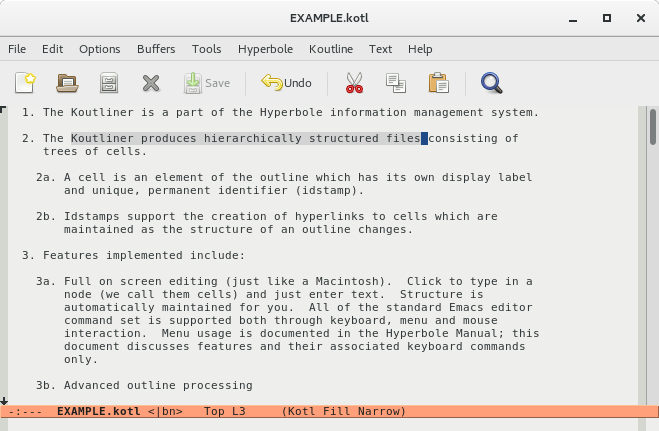 EXAMPLE.kotl
File Edit Options Buffers Tools Hyperbole Koutline Text Help
Save Undo
1. The Koutliner is a part of the Hyperbole information management system.
2. The Koutliner produces hierarchically structured files consisting of
trees of cells.
2a. A cell is an element of the outline which has its own display label
and unique, permanent identifier (idstamp).
2b. Idstamps support the creation of hyperlinks to cells which are
maintained as the structure of an outline changes.
3. Features implemented include:
3a. Full on screen editing (just like a Macintosh).  Click to type in a
node (we call them cells) and just enter text.  Structure is
automatically maintained for you.  All of the standard Emacs editor
command set is supported both through keyboard, menu and mouse
interaction.  Menu usage is documented in the Hyperbole Manual; this
document discusses features and their associated keyboard commands
only.
3b. Advanced outline processing
-:---  EXAMPLE.kotl <|bn>   Top L3     (Kotl Fill Narrow)